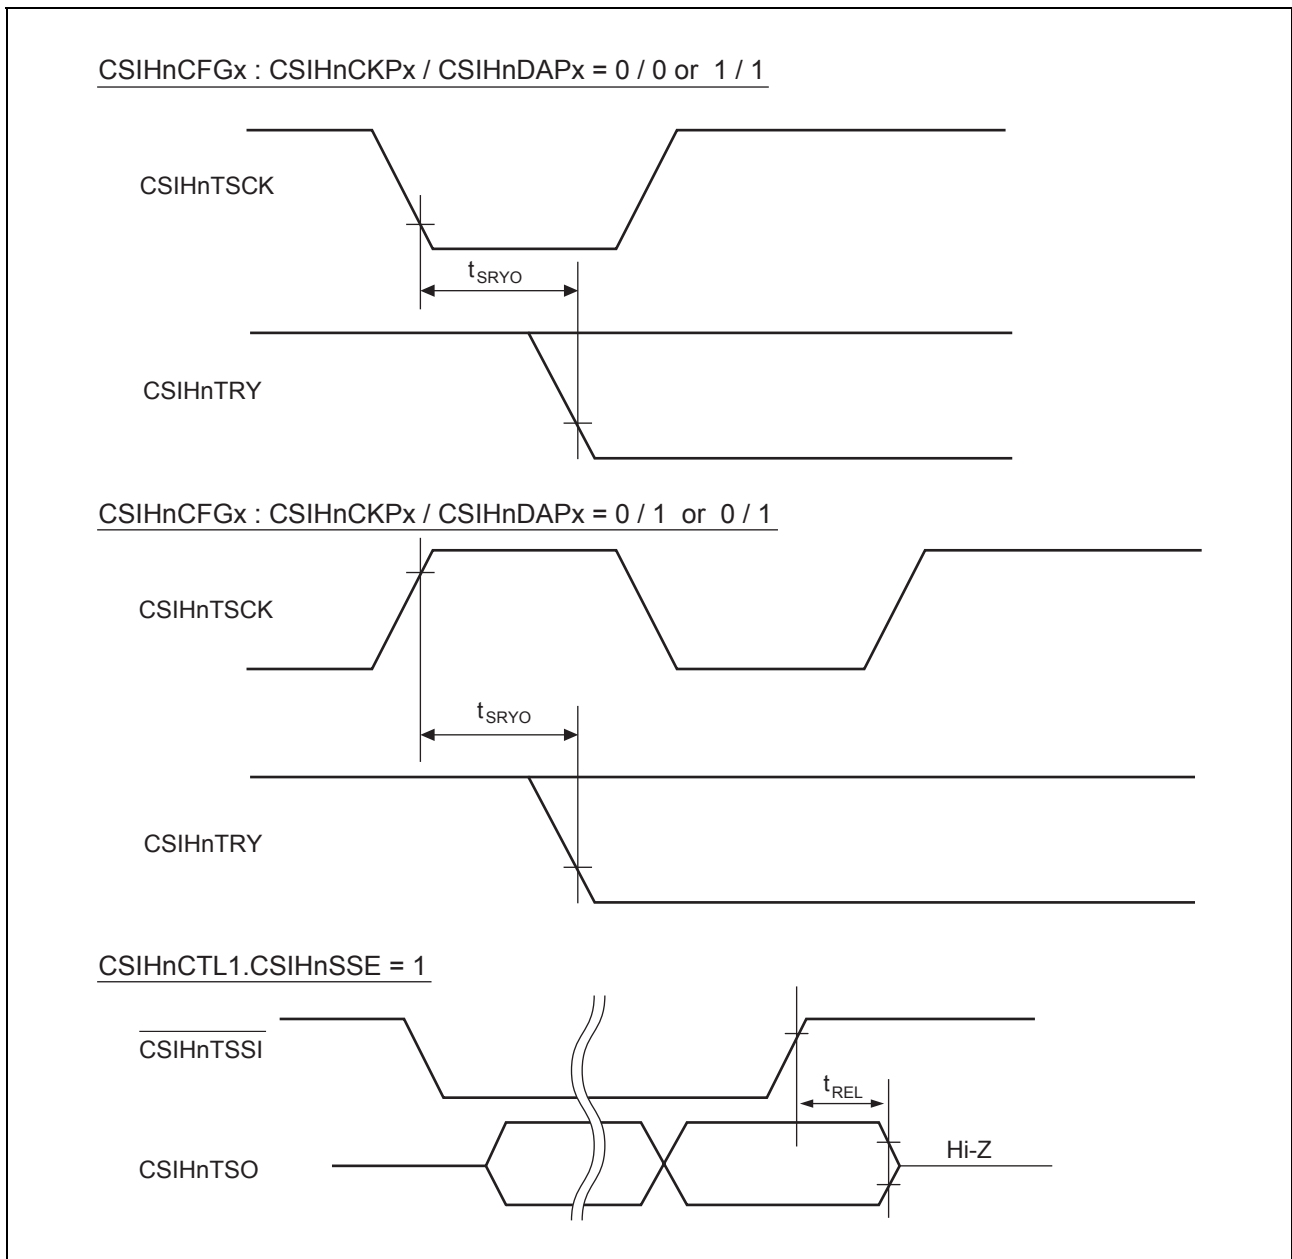 CSIHnCFGx : CSIHnCKPx / CSIHnDAPx = 0 / 0 or 1 / 1
CSIHnTSCK
tSRYO
CSIHnTRY
CSIHnCFGx : CSIHnCKPx / CSIHnDAPx = 0 / 1 or 0 / 1
CSIHnTSCK
tSRYO
CSIHnTRY
CSIHnCTL1.CSIHnSSE = 1
CSIHnTSSI
tREL
CSIHnTSO
Hi-Z